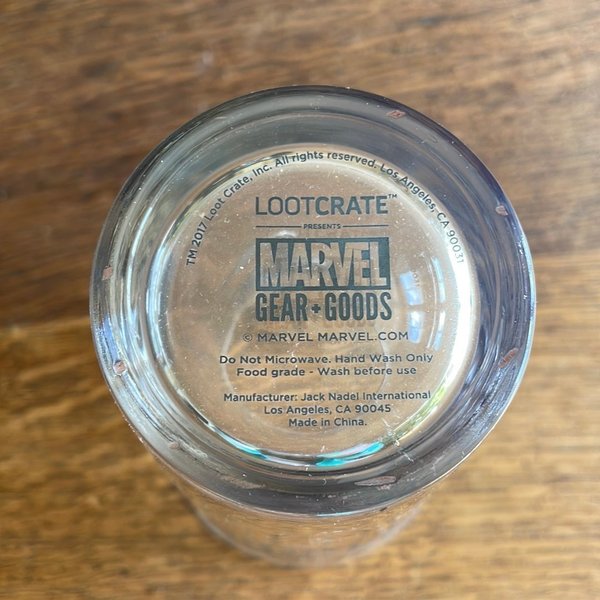 TM 2017 Loot Crate, Inc. All rights reserved. Los Angeles, CA 90031
LOOTCRATE™
PRESENTS
MARVEL
GEAR+GOODS
© MARVEL MARVEL.COM
Do Not Microwave. Hand Wash Only
Food grade - Wash before use
Manufacturer: Jack Nadel International
Los Angeles, CA 90045
Made in China.